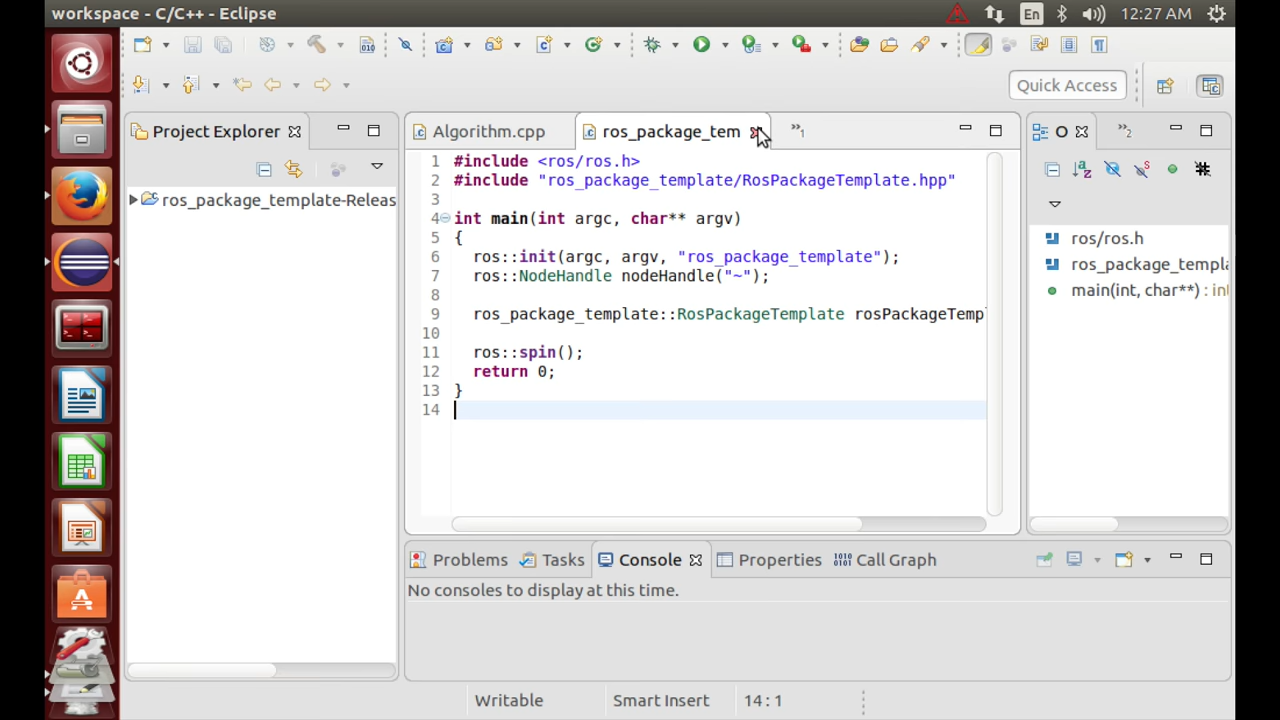 workspace - C/C++ - Eclipse
En
12:27 AM
010
Quick Access
Project Explorer
ros_package_template-Releas
Algorithm.cpp
ros_package_tem
»1
1 #include <ros/ros.h>
2 #include "ros_package_template/RosPackageTemplate.hpp"
3
4 int main(int argc, char** argv)
5 {
6 ros::init(argc, argv, "ros_package_template");
7 ros::NodeHandle nodeHandle("~");
8
9 ros_package_template::RosPackageTemplate rosPackageTempl
10
11 ros::spin();
12 return 0;
13 }
14
O
»2
ros/ros.h
ros_package_templa
main(int, char**) : int
Problems
Tasks
Console
Properties
Call Graph
No consoles to display at this time.
Writable
Smart Insert
14 : 1